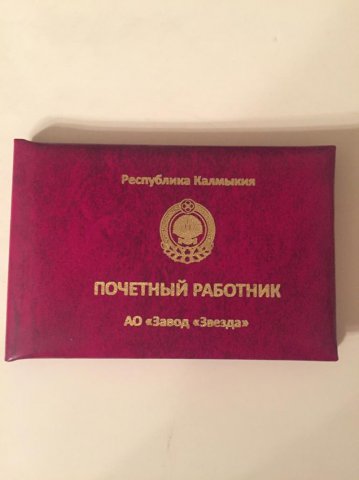 Республика Калмыкия
ПОЧЕТНЫЙ РАБОТНИК
АО «Завод «Звезда»